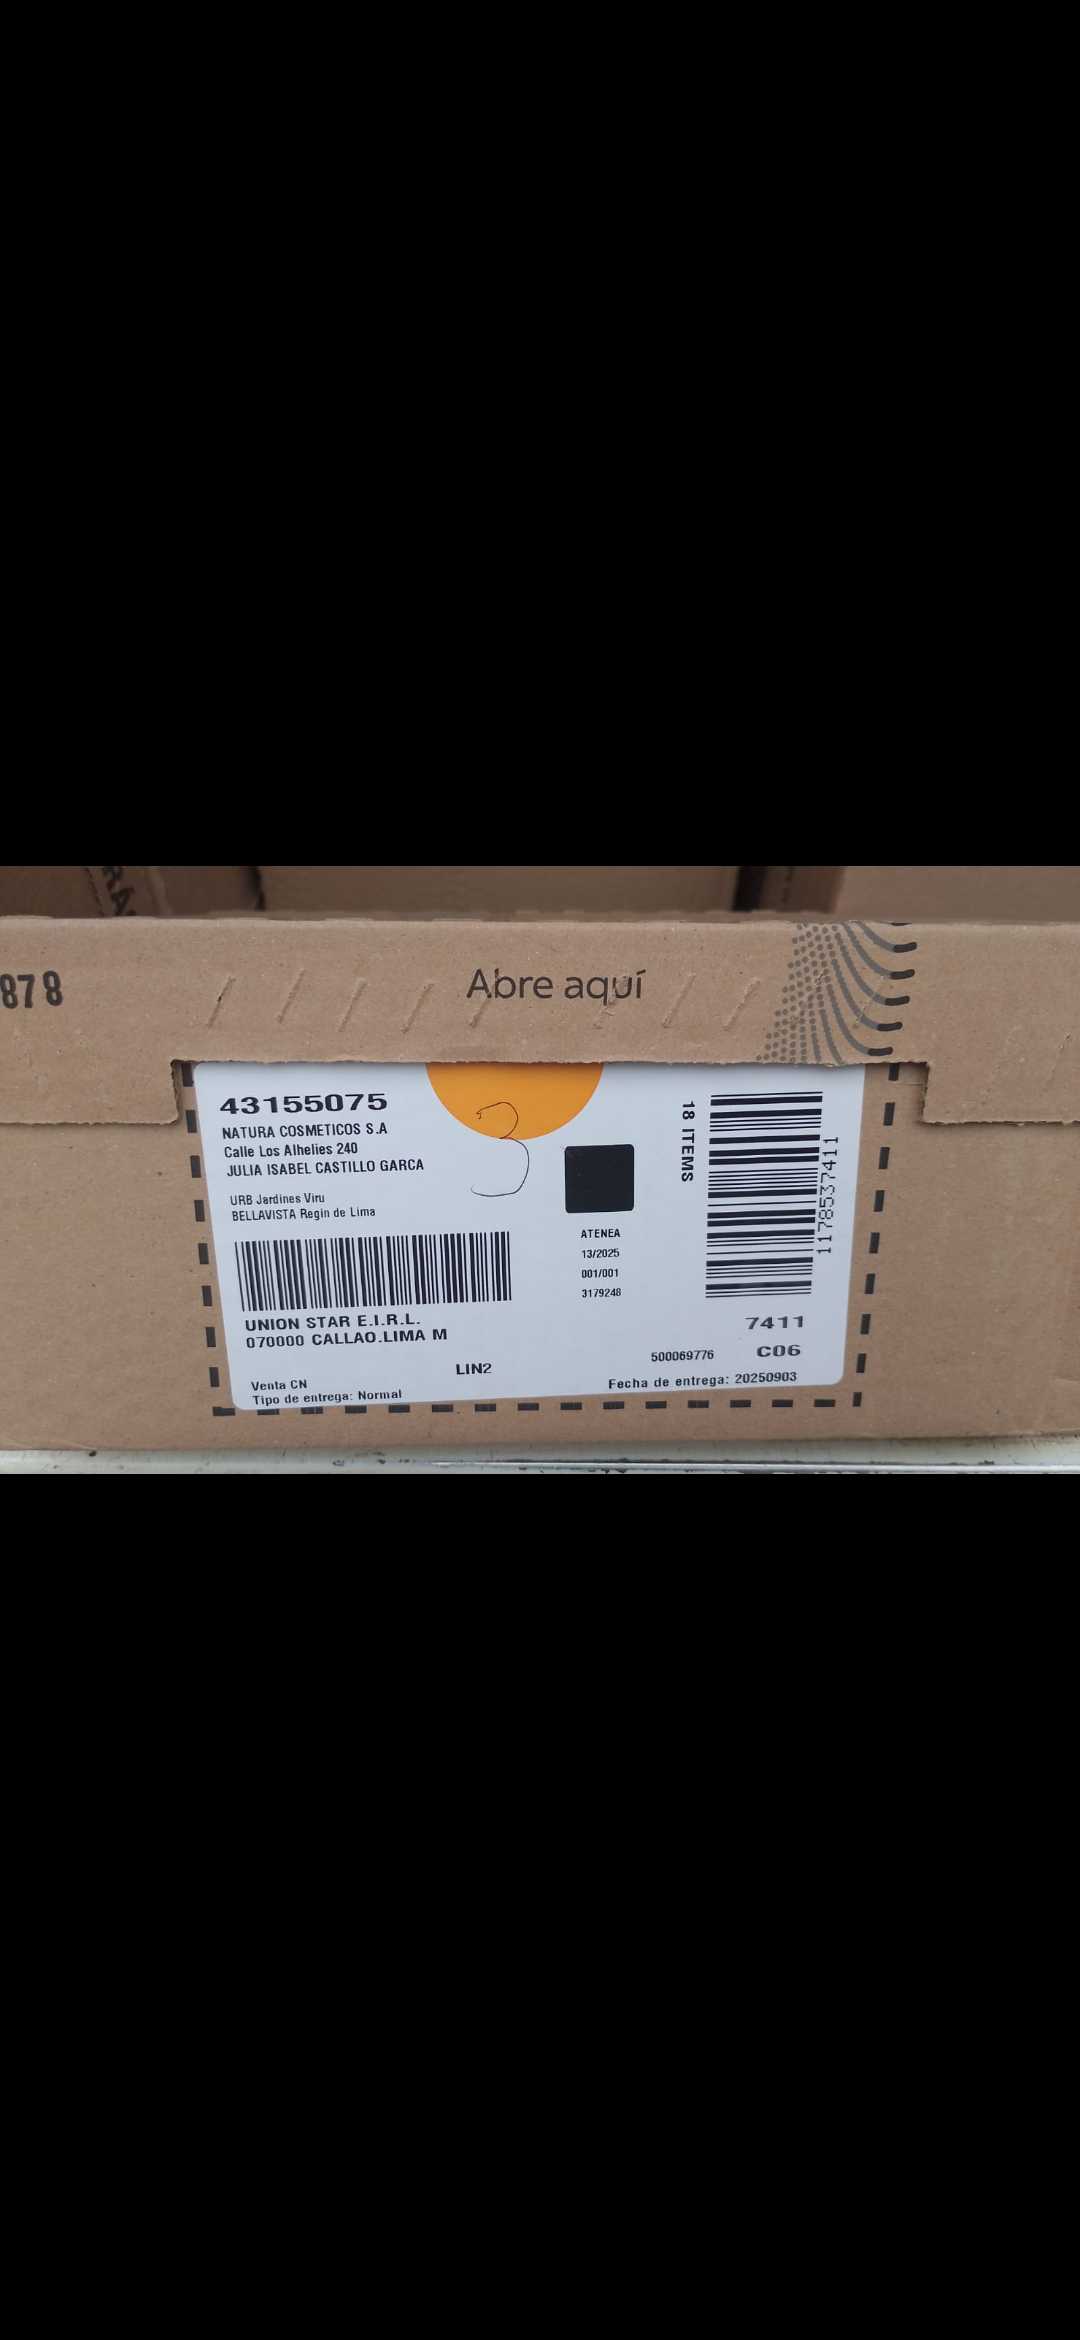 878
Abre aquí
43155075
NATURA COSMETICOS S.A
Calle Los Alhelies 240
JULIA ISABEL CASTILLO GARCA
URB Jardines Viru
BELLAVISTA Regin de Lima
UNION STAR E.I.R.L.
070000 CALLAO.LIMA M
LIN2
Venta CN
Tipo de entrega: Normal
3
ATENEA
13/2025
001/001
3179248
18 ITEMS
1178537411
7411
500069776 C06
Fecha de entrega: 20250903